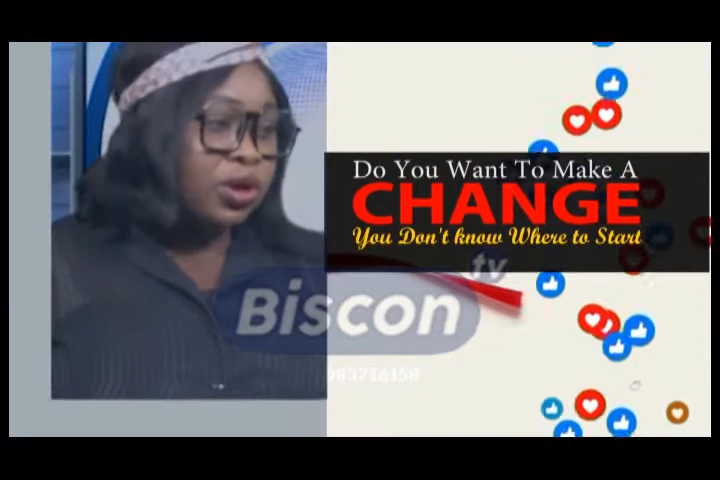 Do You Want To Make A
CHANGE
You Don't know Where to Start
tv
Biscon